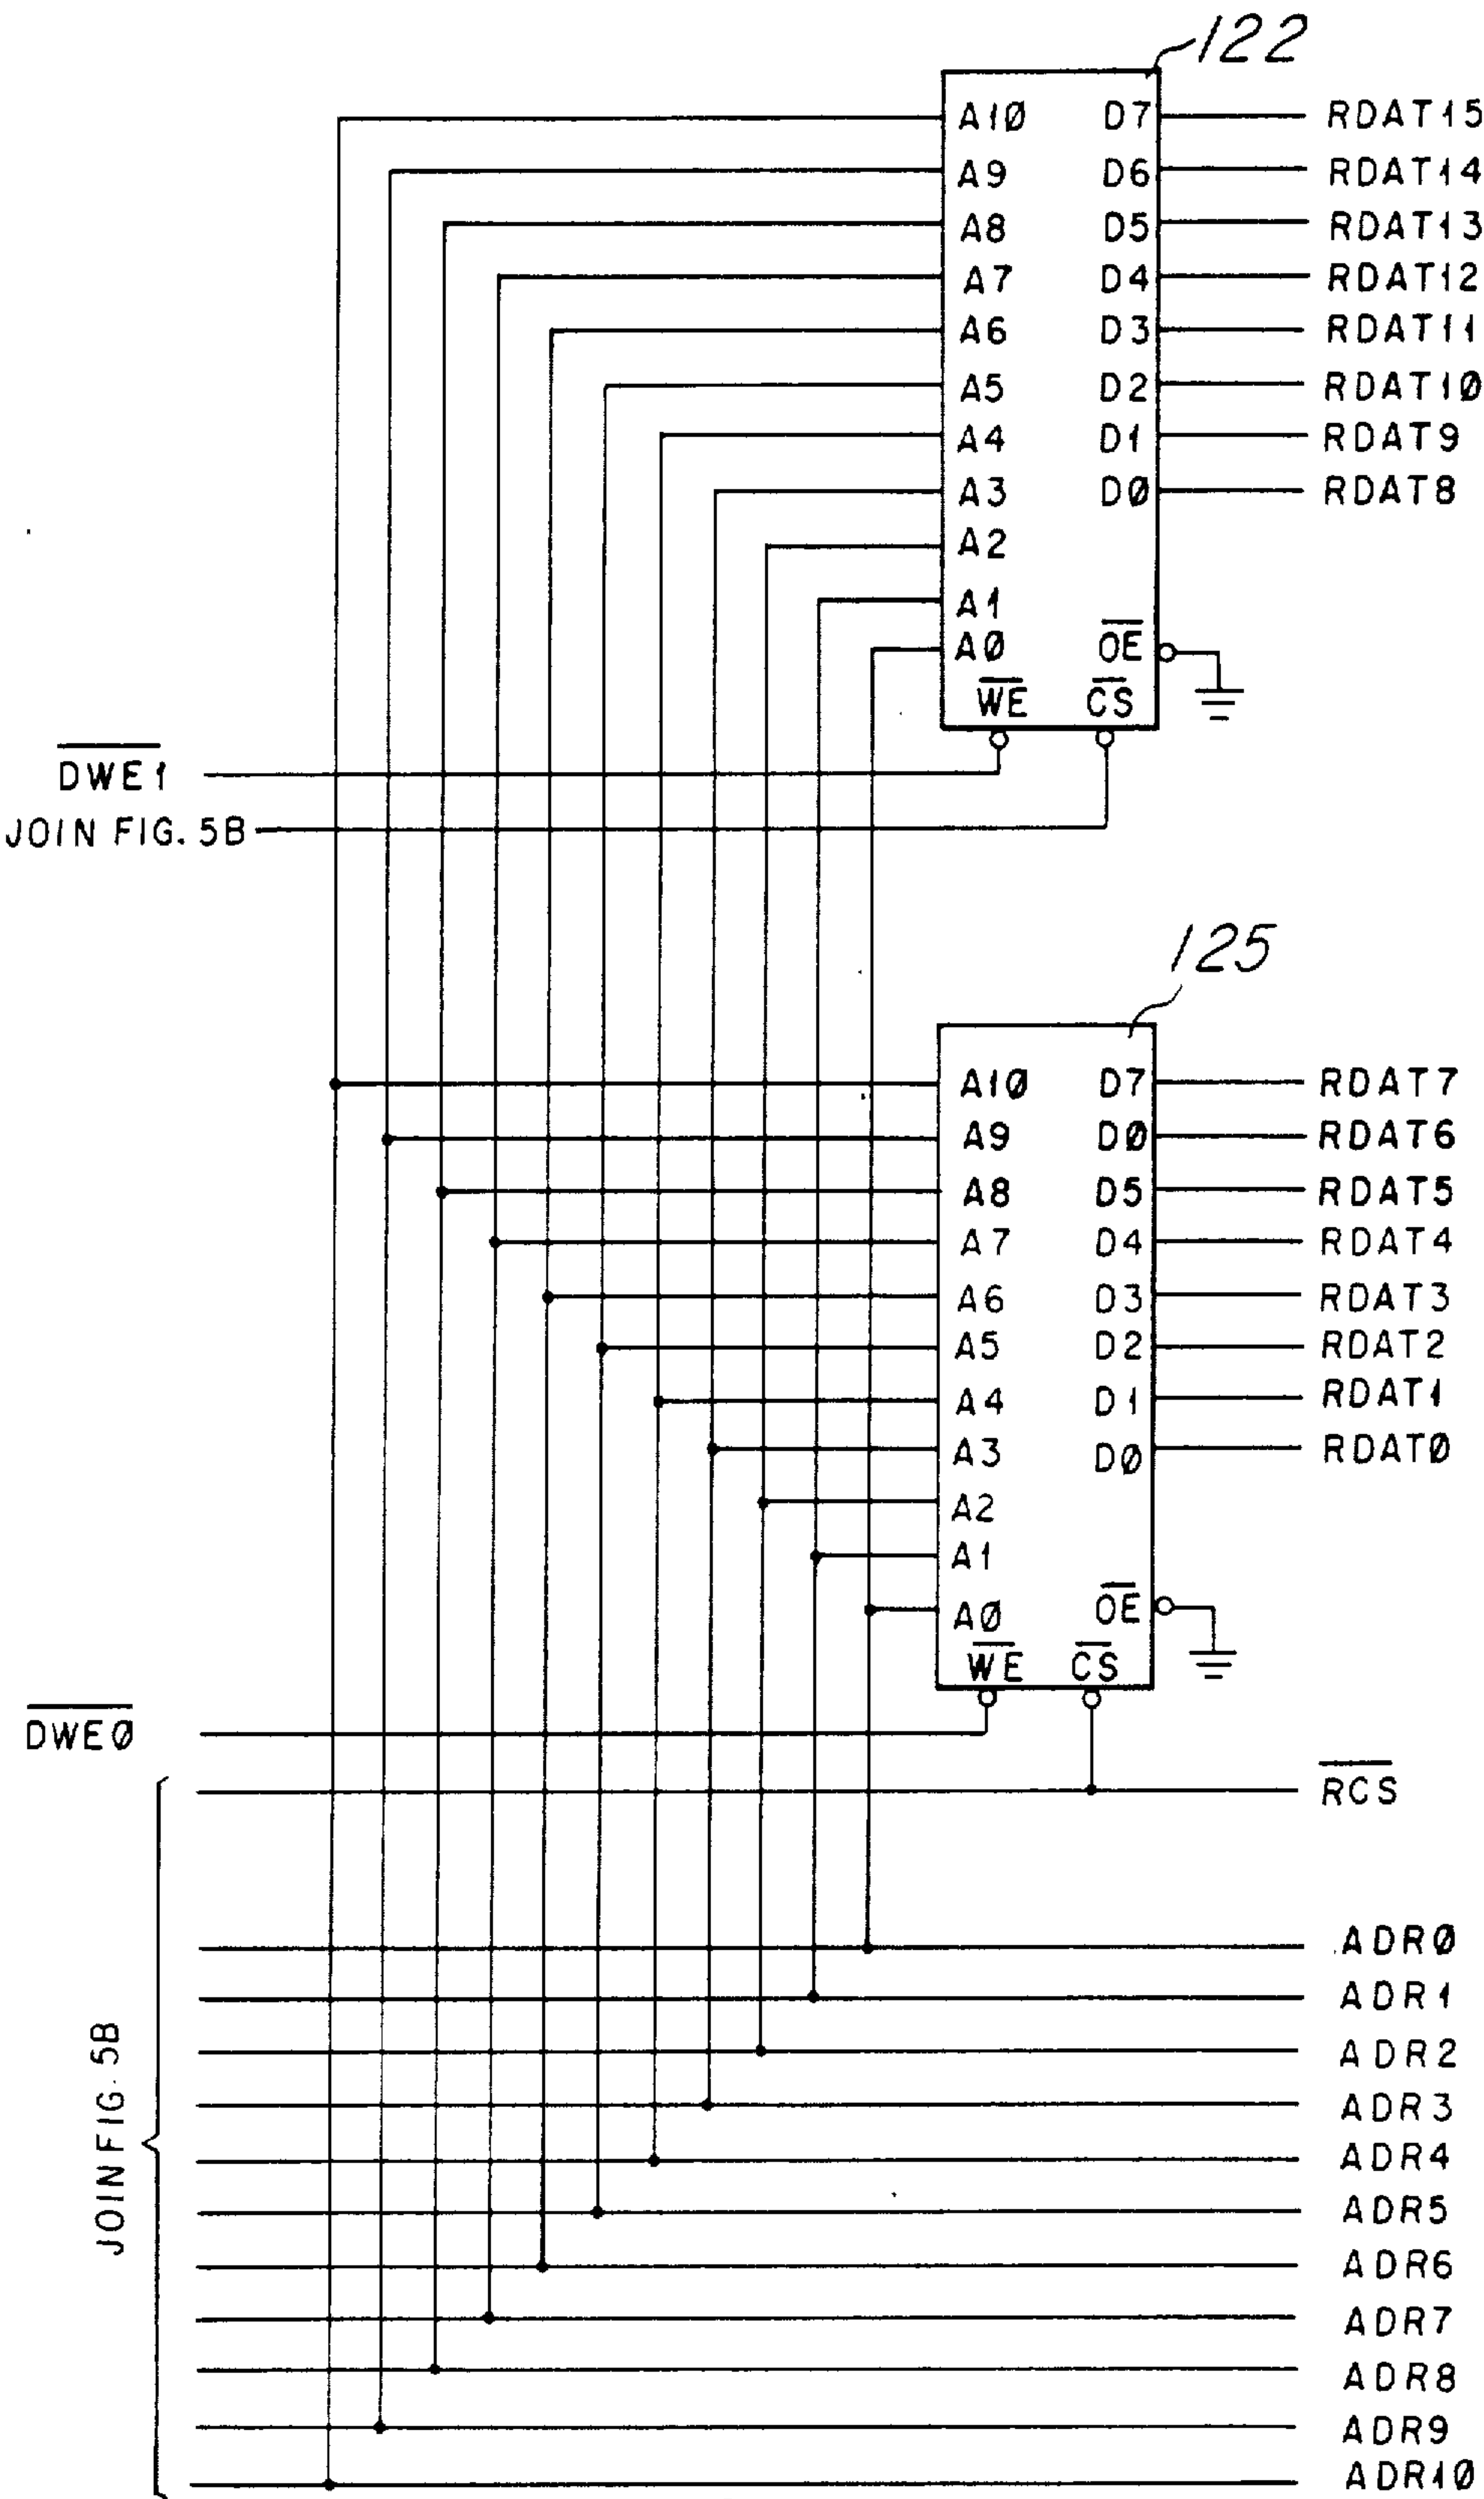 122
A10 D7 RDAT15
A9 D6 RDAT14
A8 D5 RDAT13
A7 D4 RDAT12
A6 D3 RDAT11
A5 D2 RDAT10
A4 D1 RDAT9
A3 D0 RDAT8
A2
A1
A0 OE
WE CS
DWE1
JOIN FIG. 5B
125
A10 D7 RDAT7
A9 D0 RDAT6
A8 D5 RDAT5
A7 D4 RDAT4
A6 D3 RDAT3
A5 D2 RDAT2
A4 D1 RDAT1
A3 D0 RDAT0
A2
A1
A0 OE
WE CS
DWE0
RCS
JOIN FIG. 5B
ADR0
ADR1
ADR2
ADR3
ADR4
ADR5
ADR6
ADR7
ADR8
ADR9
ADR10